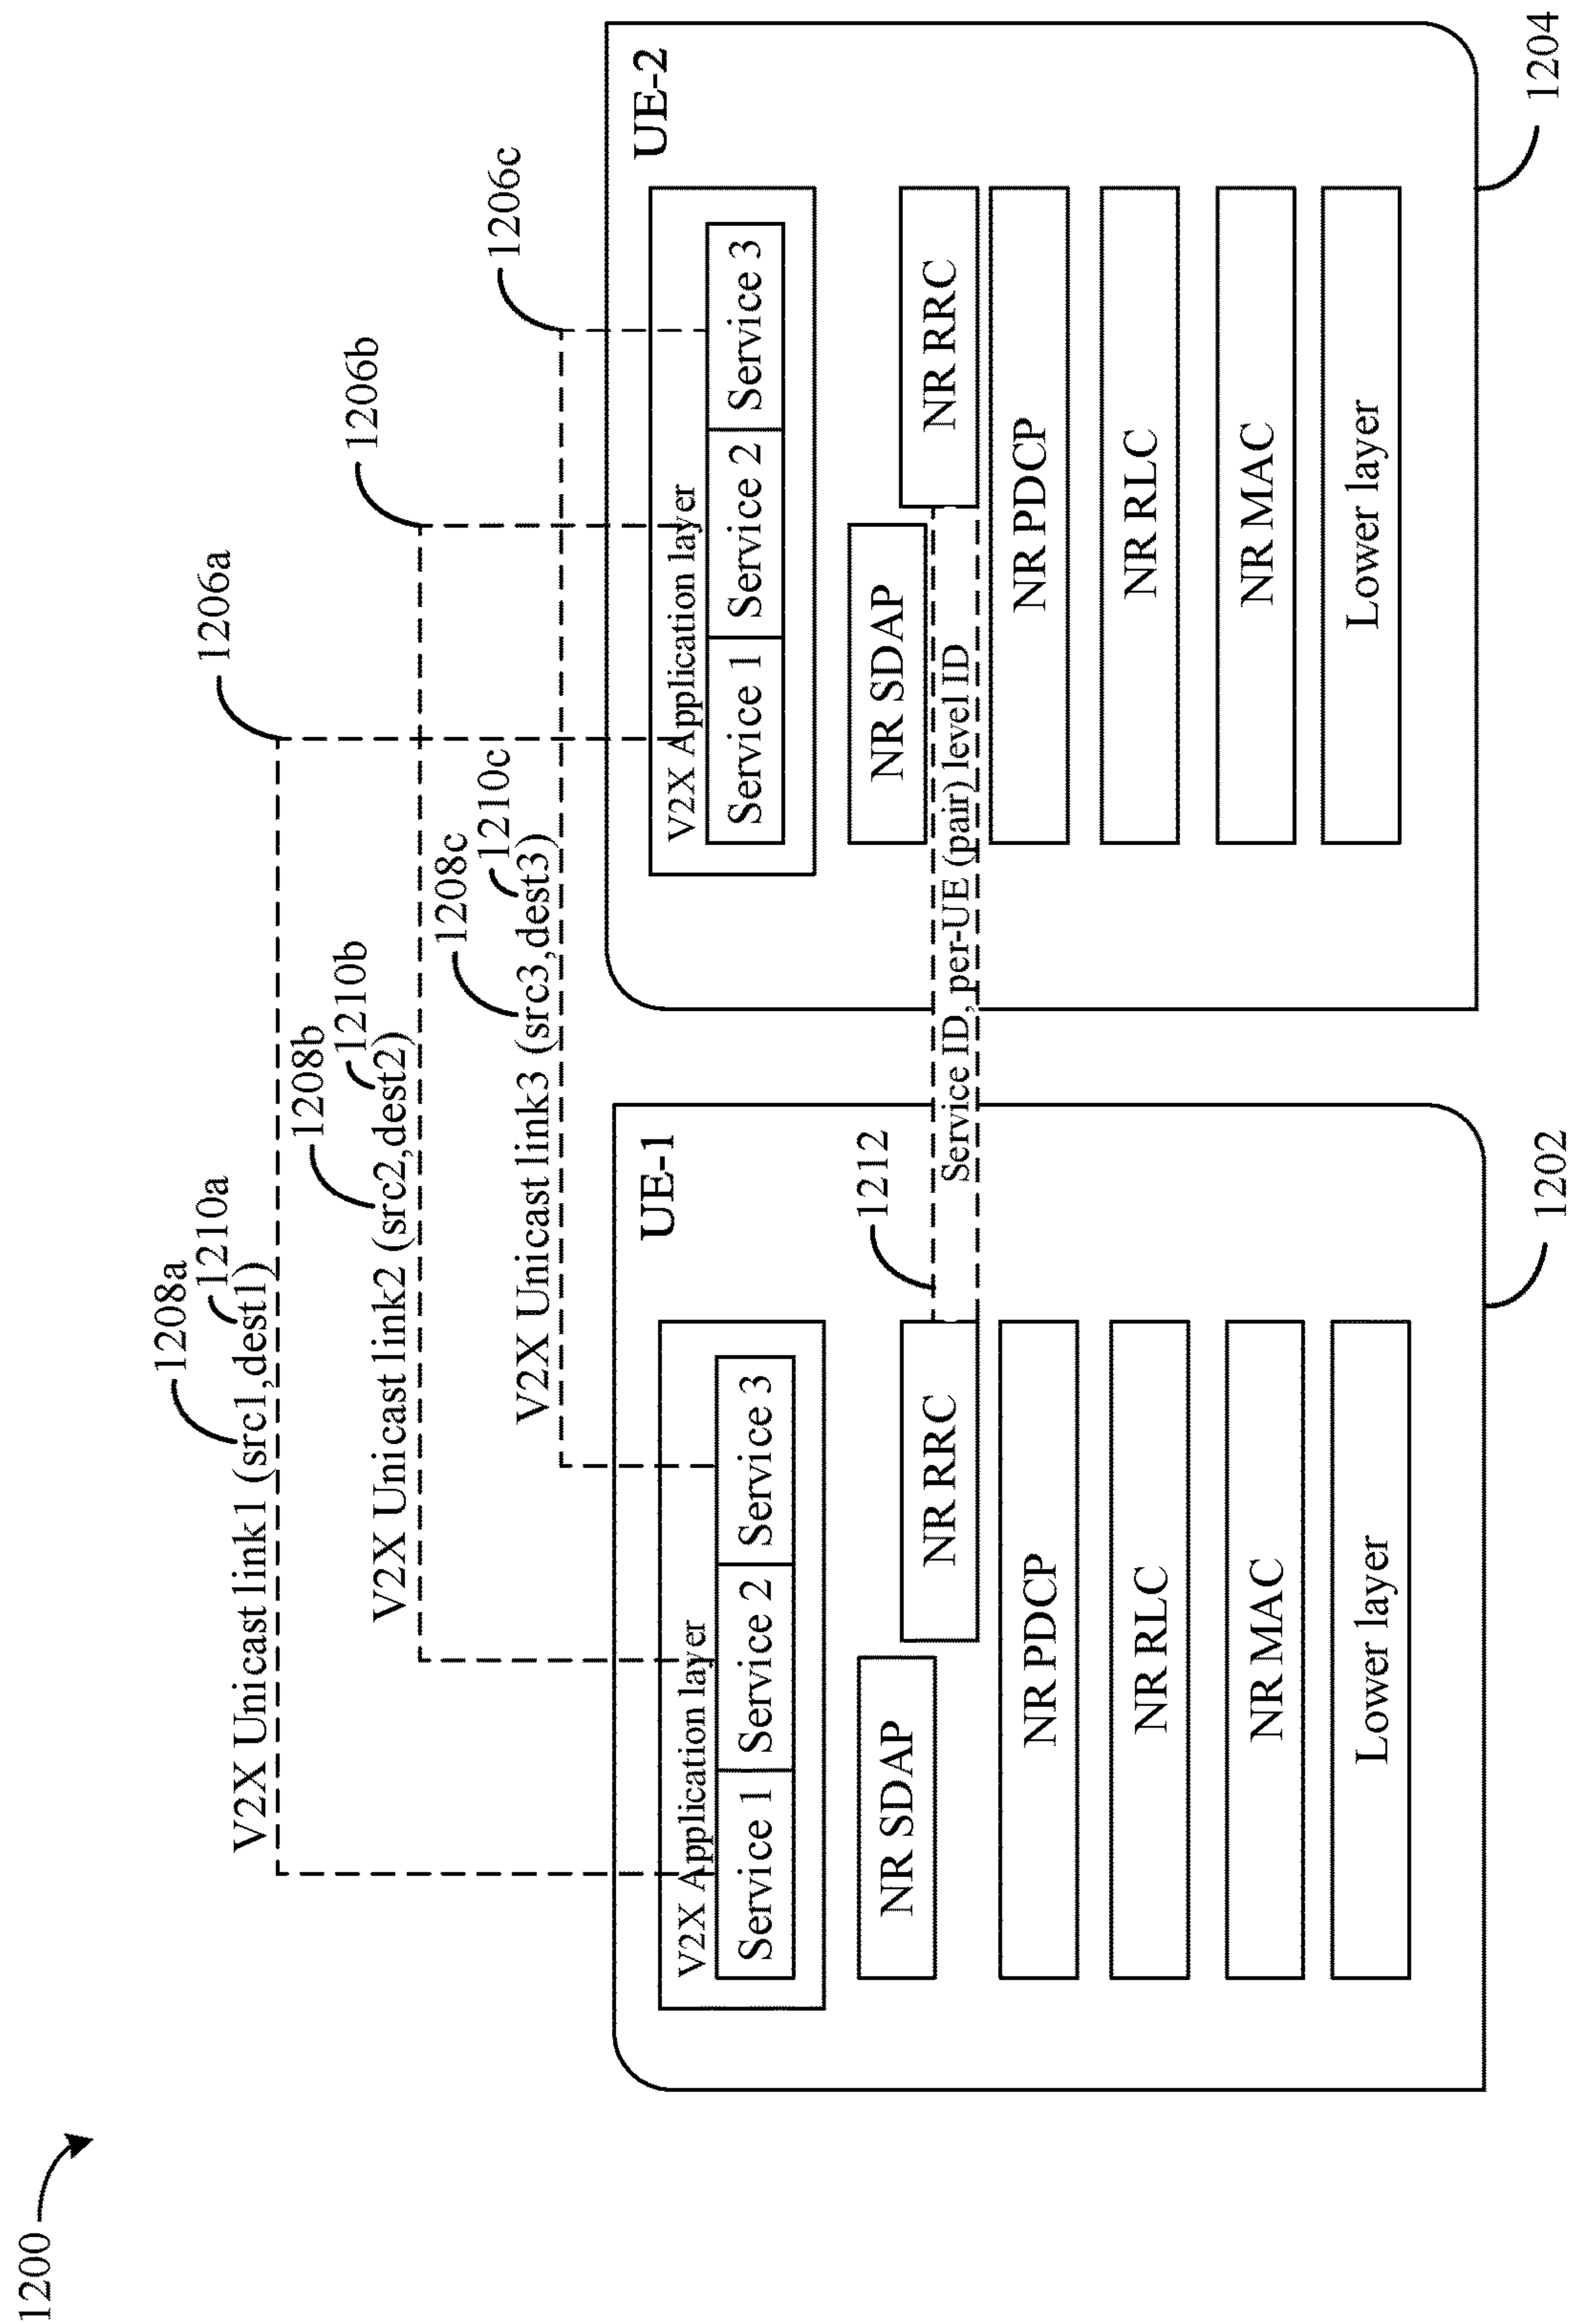 1200
1206a
1206b
1206c
1208a
1210a
V2X Unicast link1 (src1,dest1)
1208b
1210b
V2X Unicast link2 (src2,dest2)
1208c
1210c
V2X Unicast link3 (src3,dest3)
UE-1
V2X Application layer
Service 1
Service 2
Service 3
NR SDAP
NR RRC
NR PDCP
NR RLC
NR MAC
Lower layer
1202
1212
Service ID, per-UE (pair) level ID
UE-2
V2X Application layer
Service 1
Service 2
Service 3
NR SDAP
NR RRC
NR PDCP
NR RLC
NR MAC
Lower layer
1204